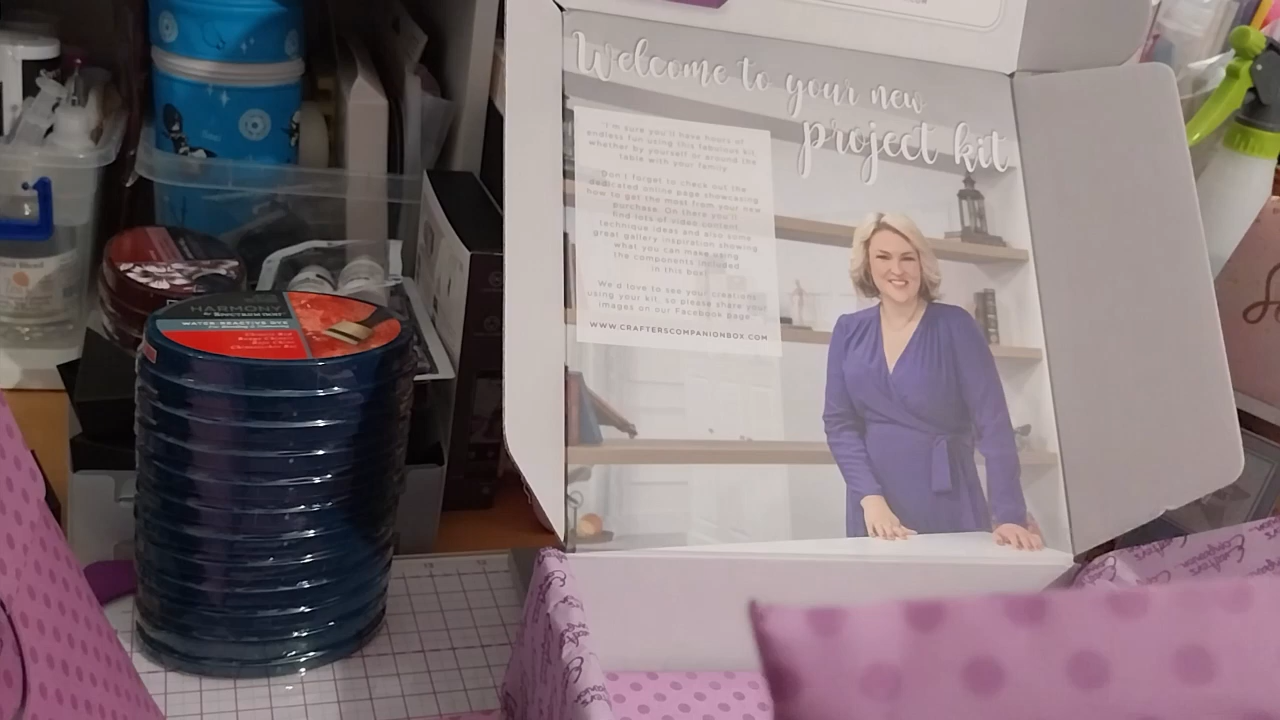 Welcome to your new
project kit
"I'm sure you'll have hours of
endless fun using this fabulous kit,
whether by yourself or around the
table with your family.
Don't forget to check out the
dedicated online page showcasing
how to get the most from your new
purchase. On there you'll
find lots of video content,
technique ideas and also some
great gallery inspiration showing
what you can make using
the components included
in this box.
We'd love to see your creations
using your kit, so please share your
images on our Facebook page."
WWW.CRAFTERSCOMPANIONBOX.COM
HARMONY
by SPECTRUM NOIR
WATER REACTIVE DYE
Crafter's
Companion